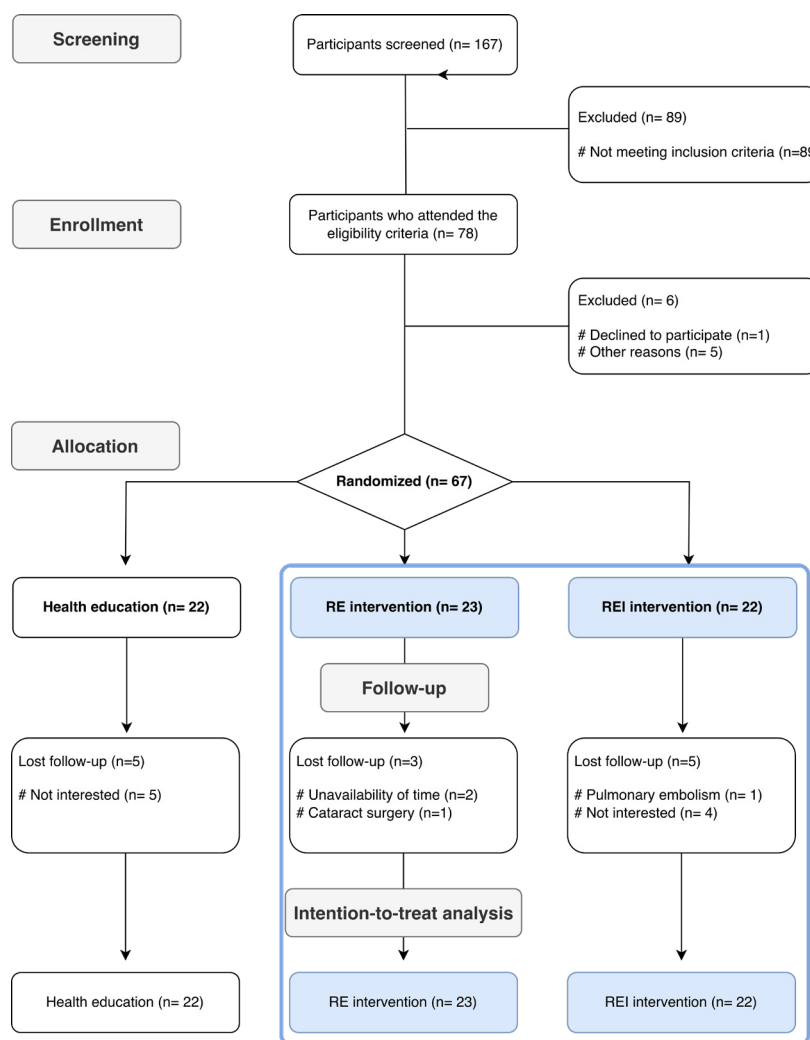 Screening
Participants screened (n= 167)
Excluded (n= 89)
# Not meeting inclusion criteria (n=89
Enrollment
Participants who attended the
eligibility criteria (n= 78)
Excluded (n= 6)
# Declined to participate (n=1)
# Other reasons (n= 5)
Allocation
Randomized (n= 67)
Health education (n= 22)
RE intervention (n= 23)
REI intervention (n= 22)
Follow-up
Lost follow-up (n=5)
# Not interested (n= 5)
Lost follow-up (n=3)
# Unavailability of time (n=2)
# Cataract surgery (n=1)
Lost follow-up (n=5)
# Pulmonary embolism (n= 1)
# Not interested (n= 4)
Intention-to-treat analysis
Health education (n= 22)
RE intervention (n= 23)
REI intervention (n= 22)